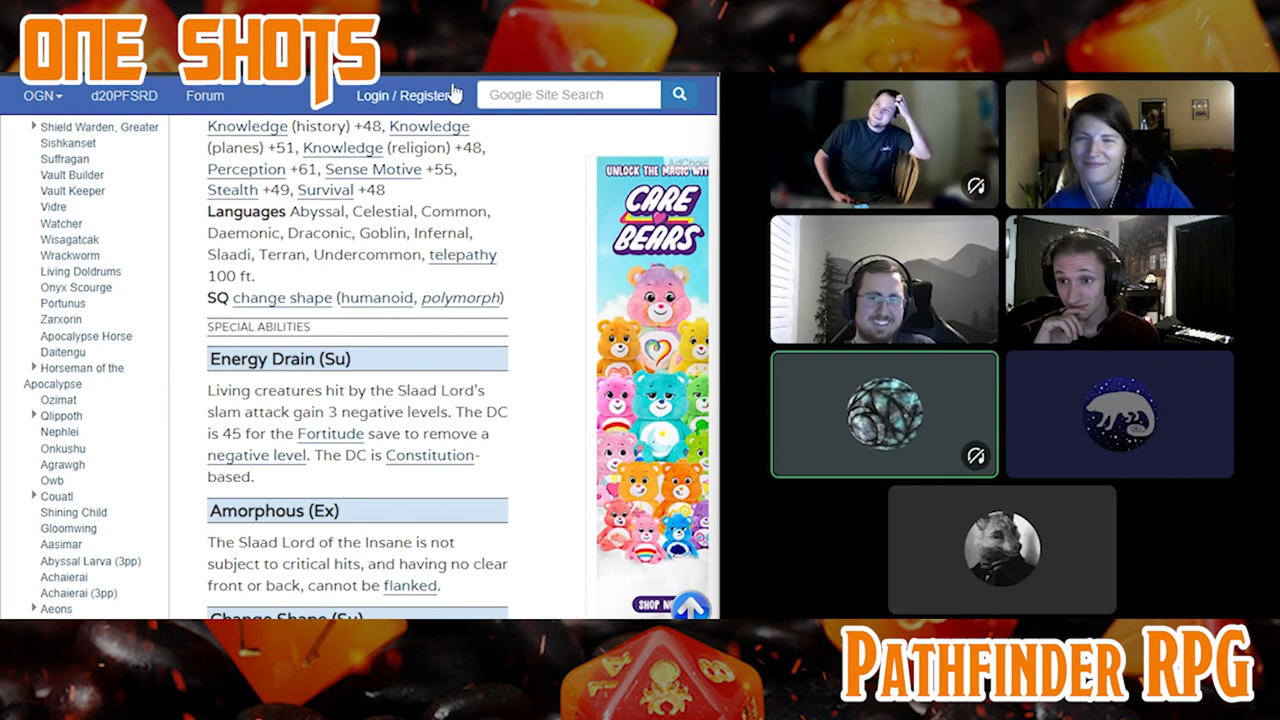 ONE SHOTS
OGN d20PFSRD Forum Login / Register Google Site Search
Shield Warden, Greater
Sishkanset
Suffragan
Vault Builder
Vault Keeper
Vidre
Watcher
Wisagatcak
Wrackworm
Living Doldrums
Onyx Scourge
Portunus
Zarxorin
Apocalypse Horse
Daitengu
Horseman of the
Apocalypse
Ozimat
Qlippoth
Nephlei
Onkushu
Agrawgh
Owb
Couatl
Shining Child
Gloomwing
Aasimar
Abyssal Larva (3pp)
Achaierai
Achaierai (3pp)
Aeons
Knowledge (history) +48, Knowledge
(planes) +51, Knowledge (religion) +48,
Perception +61, Sense Motive +55,
Stealth +49, Survival +48
Languages Abyssal, Celestial, Common,
Daemonic, Draconic, Goblin, Infernal,
Slaadi, Terran, Undercommon, telepathy
100 ft.
SQ change shape (humanoid, polymorph)
SPECIAL ABILITIES
Energy Drain (Su)
Living creatures hit by the Slaad Lord's
slam attack gain 3 negative levels. The DC
is 45 for the Fortitude save to remove a
negative level. The DC is Constitution-
based.
Amorphous (Ex)
The Slaad Lord of the Insane is not
subject to critical hits, and having no clear
front or back, cannot be flanked.
Change Shape (Su)
AdChoic
UNLOCK THE MAGIC WIT
CARE
BEARS
SHOP NO
PATHFINDER RPG